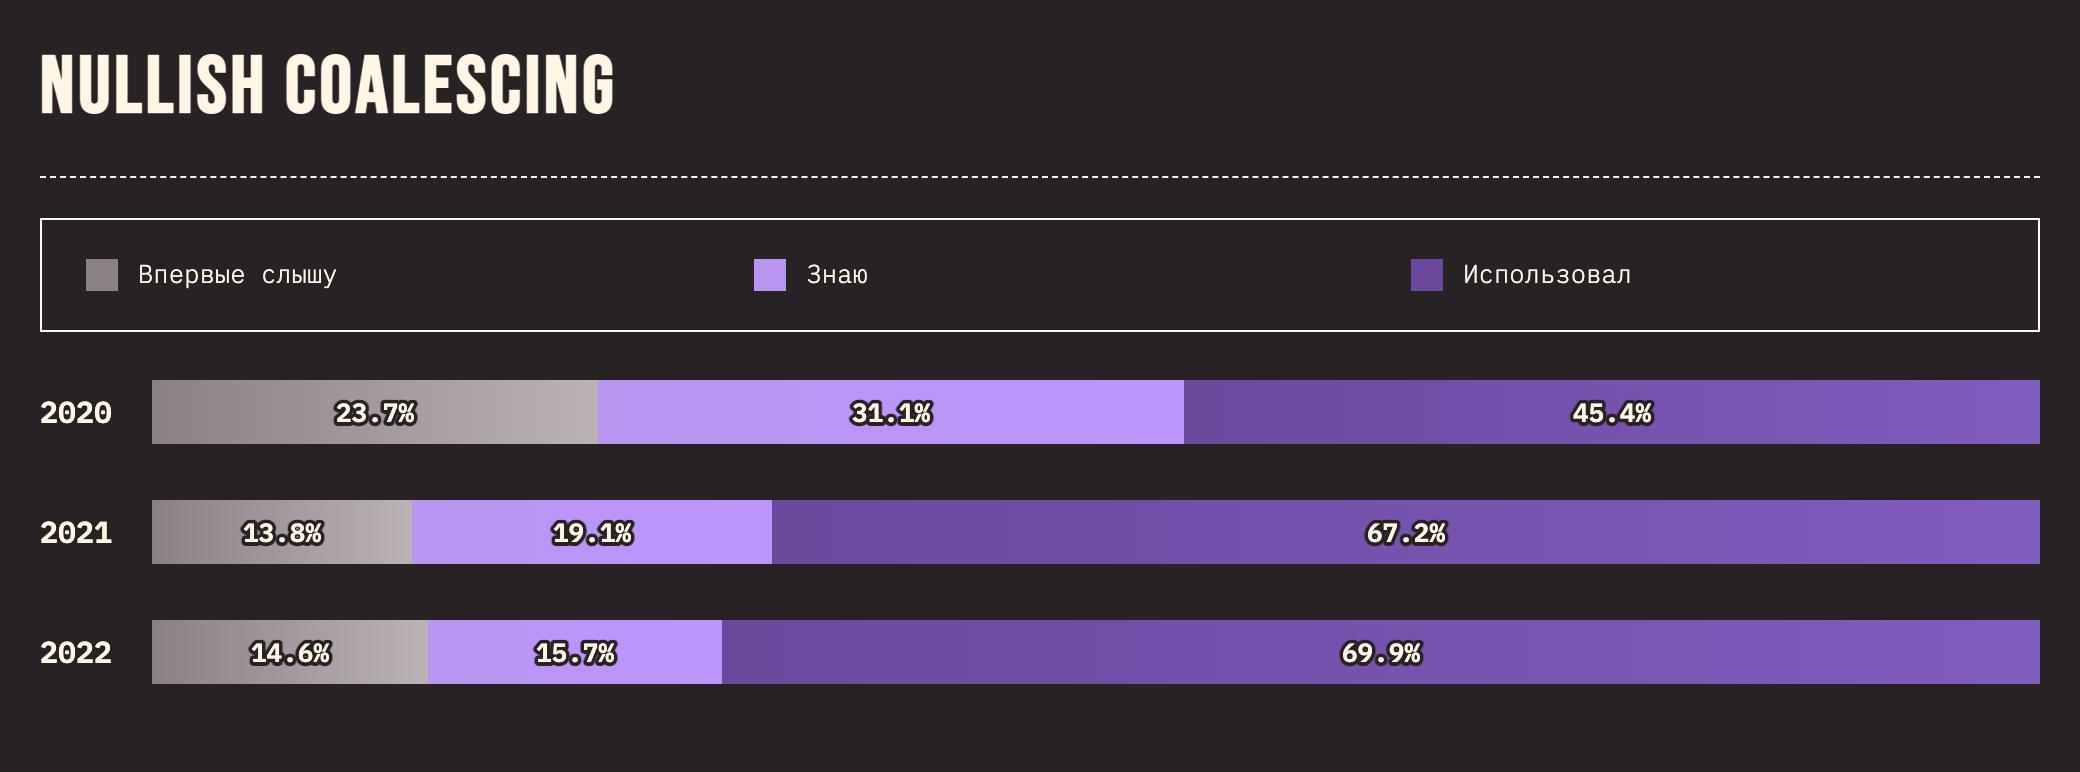 NULLISH COALESCING
Впервые слышу Знаю Использовал
2020 23.7% 31.1% 45.4%
2021 13.8% 19.1% 67.2%
2022 14.6% 15.7% 69.9%